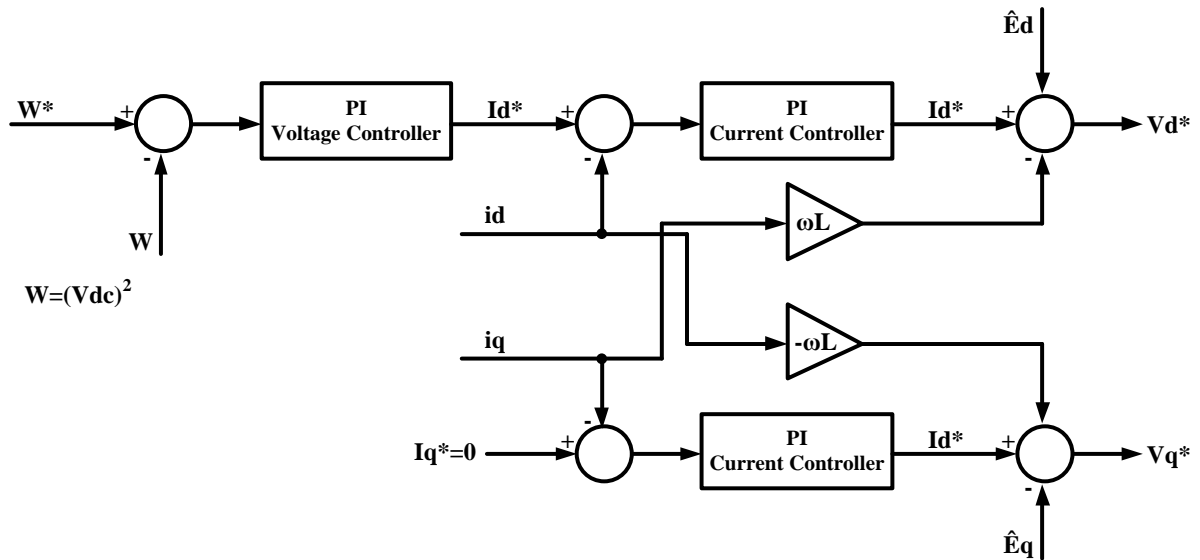 Êd
W*
+
-
PI
Voltage Controller
Id*
+
-
PI
Current Controller
Id*
+
-
Vd*
W
id
ωL
W=(Vdc)²
iq
-ωL
-
Iq*=0
+
PI
Current Controller
Id*
+
-
Vq*
Êq